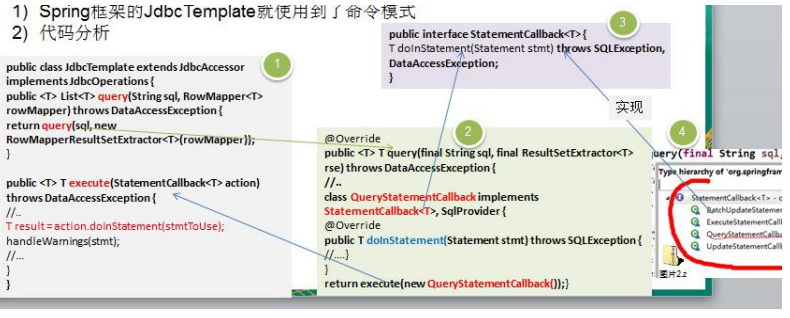 1) Spring框架的JdbcTemplate就使用到了命令模式
2) 代码分析
1
public class JdbcTemplate extends JdbcAccessor
implements JdbcOperations {
public <T> List<T> query(String sql, RowMapper<T>
rowMapper) throws DataAccessException {
return query(sql, new
RowMapperResultSetExtractor<T>(rowMapper));
}
public <T> T execute(StatementCallback<T> action)
throws DataAccessException {
//..
T result = action.doInStatement(stmtToUse);
handleWarnings(stmt);
//...
}
}
3
public interface StatementCallback<T> {
T doInStatement(Statement stmt) throws SQLException,
DataAccessException;
}
实现
2
@Override
public <T> T query(final String sql, final ResultSetExtractor<T>
rse) throws DataAccessException {
//..
class QueryStatementCallback implements
StatementCallback<T>, SqlProvider {
@Override
public T doInStatement(Statement stmt) throws SQLException {
//....}
}
return execute(new QueryStatementCallback());}
4
uery(final String sql,
Type hierarchy of 'org.springfram
StatementCallback<T> - o
BatchUpdateStatemen
ExecuteStatementCall
QueryStatementCallba
UpdateStatementCall
图片2.z